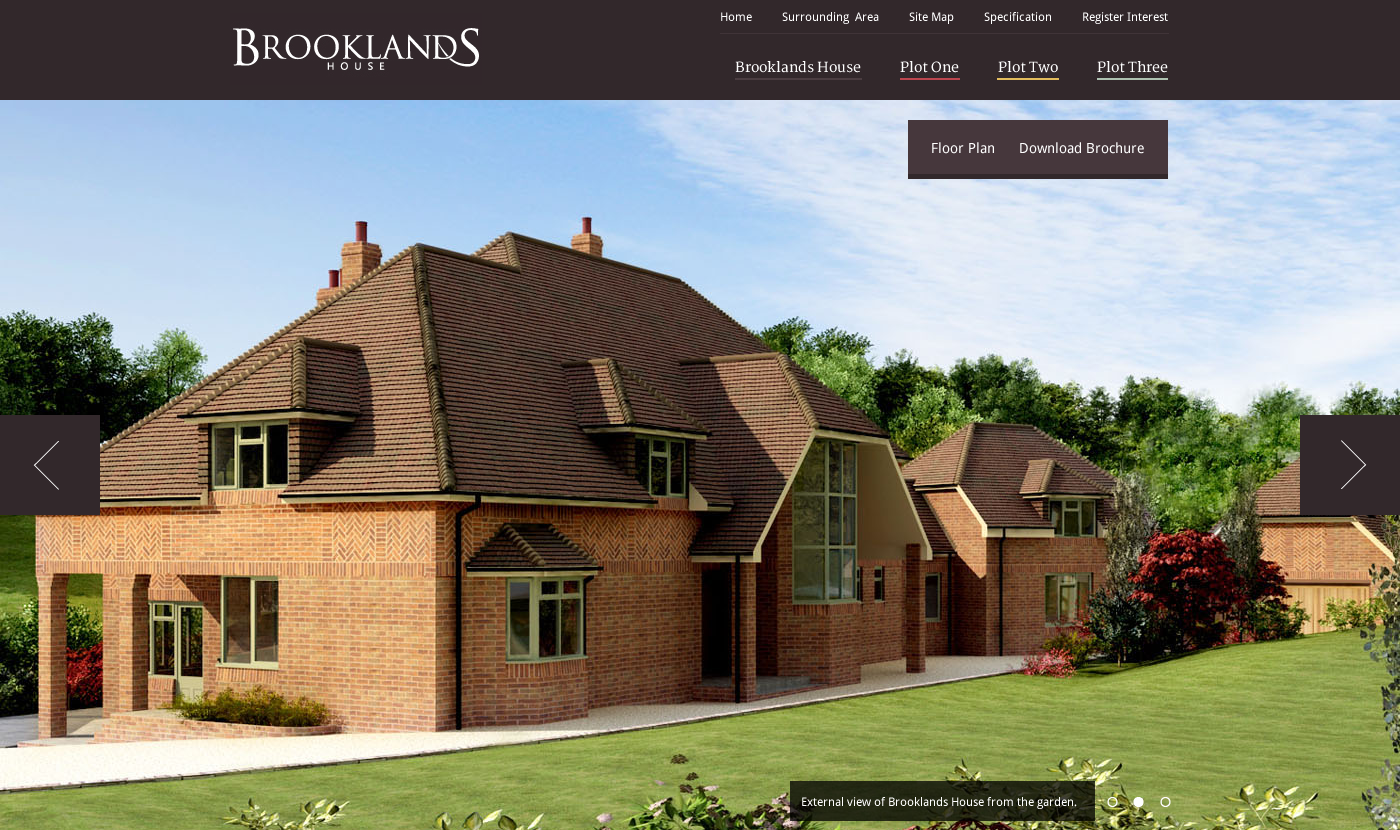 Home Surrounding Area Site Map Specification Register Interest
BROOKLANDS
HOUSE
Brooklands House Plot One Plot Two Plot Three
Floor Plan Download Brochure
External view of Brooklands House from the garden.